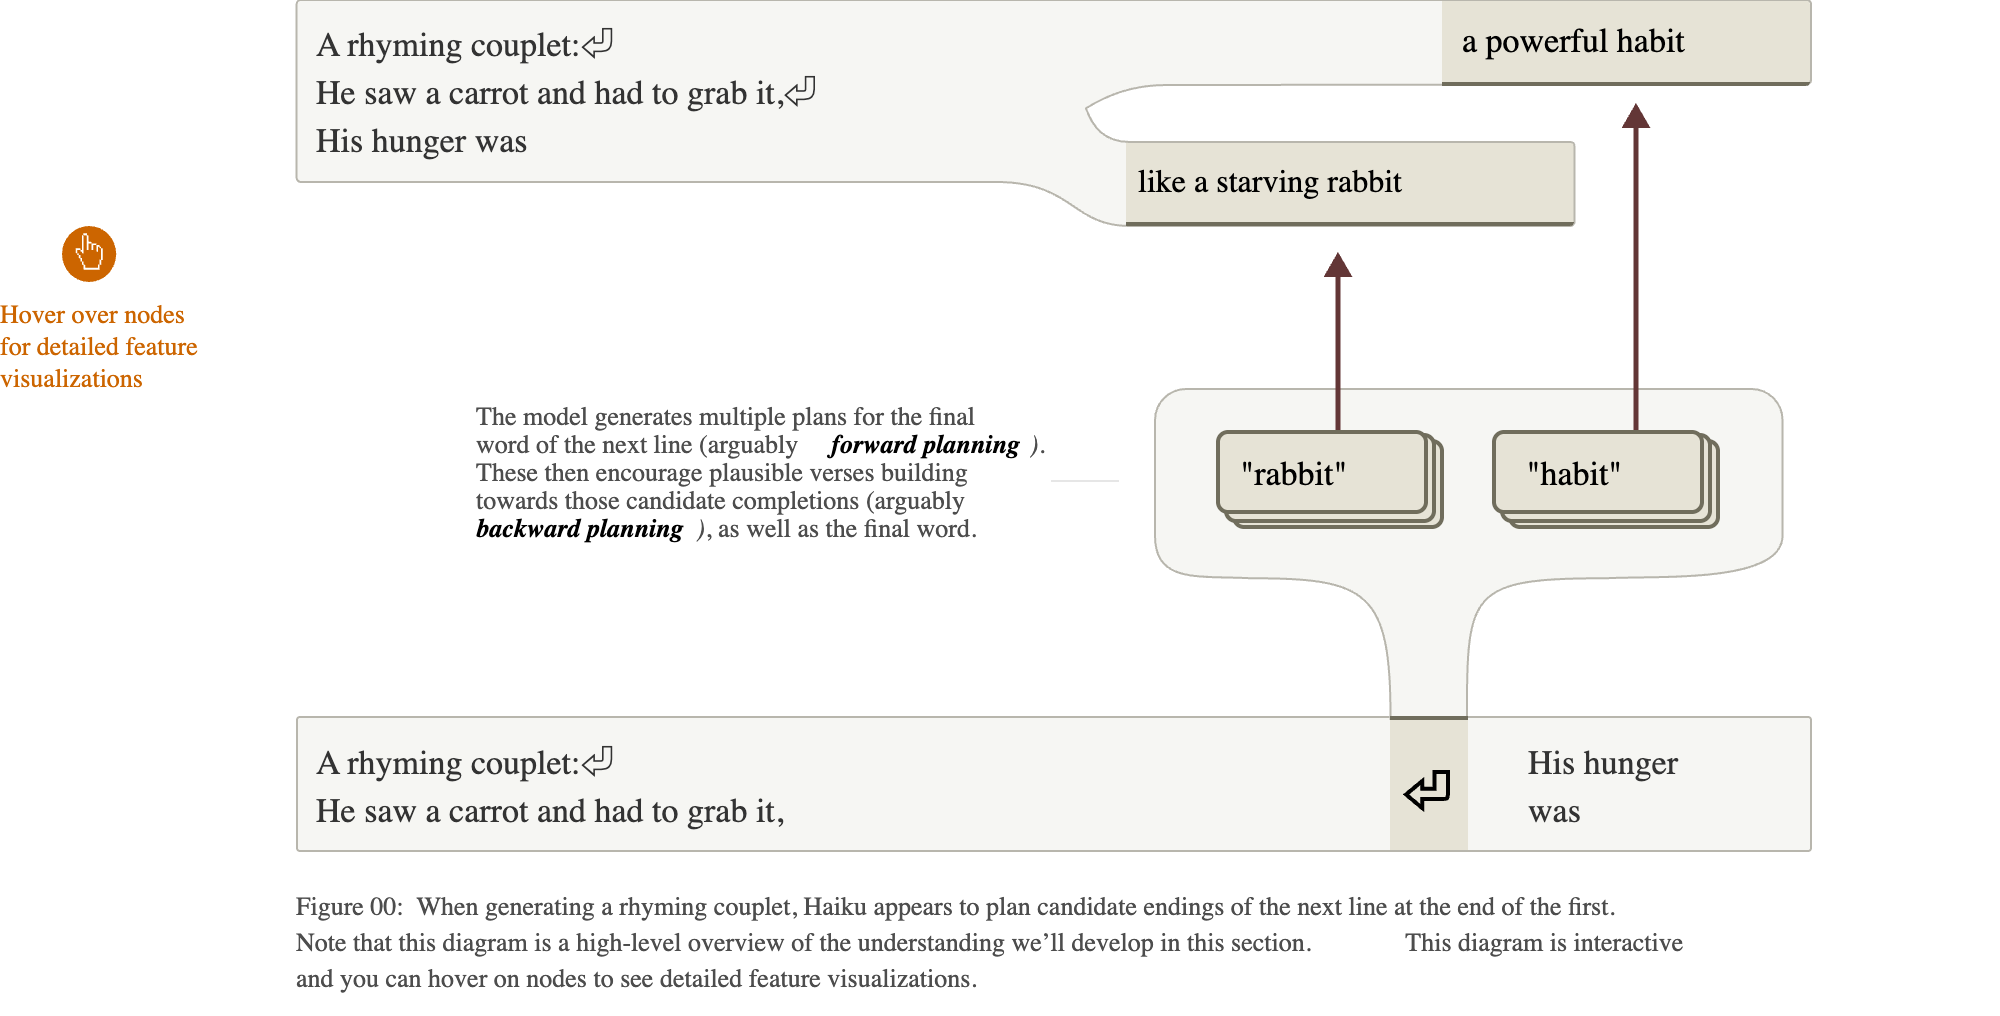 A rhyming couplet:⏎
He saw a carrot and had to grab it,⏎
His hunger was
a powerful habit
like a starving rabbit
Hover over nodes
for detailed feature
visualizations
The model generates multiple plans for the final
word of the next line (arguably forward planning ).
These then encourage plausible verses building
towards those candidate completions (arguably
backward planning ), as well as the final word.
"rabbit"
"habit"
A rhyming couplet:⏎
He saw a carrot and had to grab it,
⏎
His hunger
was
Figure 00: When generating a rhyming couplet, Haiku appears to plan candidate endings of the next line at the end of the first.
Note that this diagram is a high-level overview of the understanding we’ll develop in this section. This diagram is interactive
and you can hover on nodes to see detailed feature visualizations.